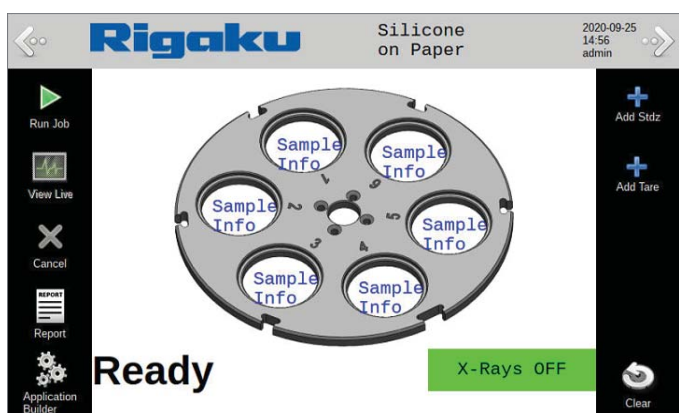 Rigaku
Silicone
on Paper
2020-09-25
14:56
admin
Run Job
View Live
Cancel
REPORT
Report
Application
Builder
Sample
Info
1
Sample
Info
6
Sample
Info
2
Sample
Info
5
Sample
Info
3
Sample
Info
4
Ready
X-Rays OFF
Add Stdz
Add Tare
Clear